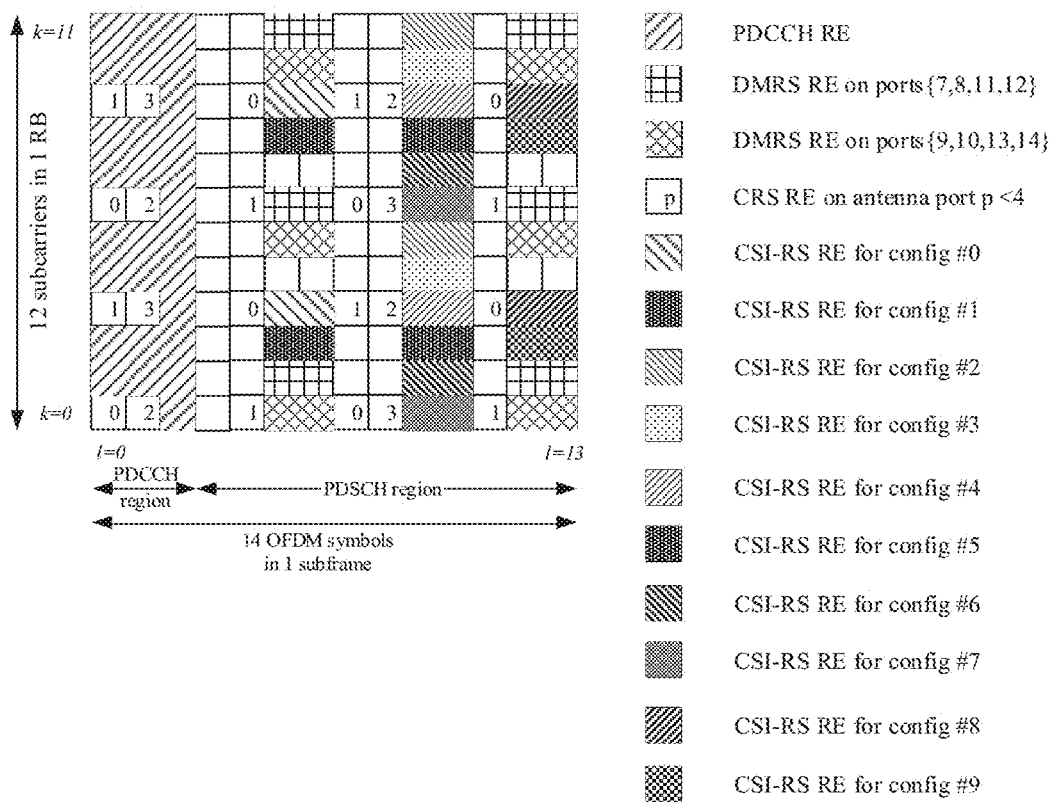 k=11
1 3 0 1 2 0
0 2 1 0 3 1
1 3 0 1 2 0
0 2 1 0 3 1
k=0
12 subcarriers in 1 RB
l=0
l=13
PDCCH
region
PDSCH region
14 OFDM symbols
in 1 subframe
PDCCH RE
DMRS RE on ports{7,8,11,12}
DMRS RE on ports{9,10,13,14}
p
CRS RE on antenna port p <4
CSI-RS RE for config #0
CSI-RS RE for config #1
CSI-RS RE for config #2
CSI-RS RE for config #3
CSI-RS RE for config #4
CSI-RS RE for config #5
CSI-RS RE for config #6
CSI-RS RE for config #7
CSI-RS RE for config #8
CSI-RS RE for config #9